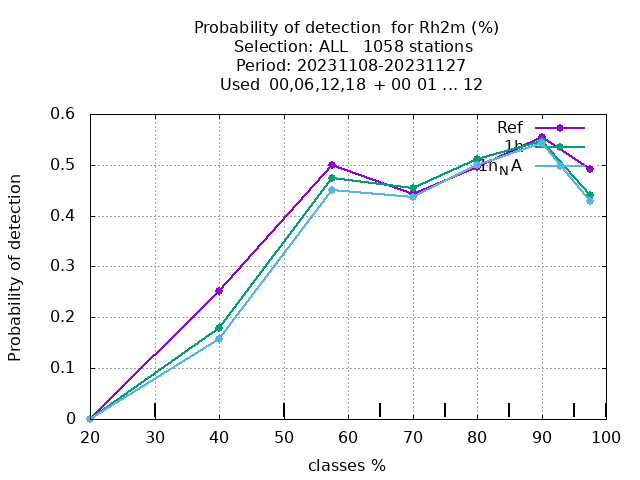 Probability of detection  for Rh2m (%)
Selection: ALL   1058 stations
Period: 20231108-20231127
Used 00,06,12,18 + 00 01 ... 12
Probability of detection
0.6
0.5
0.4
0.3
0.2
0.1
0
Ref
1h
1h_N A
20 30 40 50 60 70 80 90 100
classes %